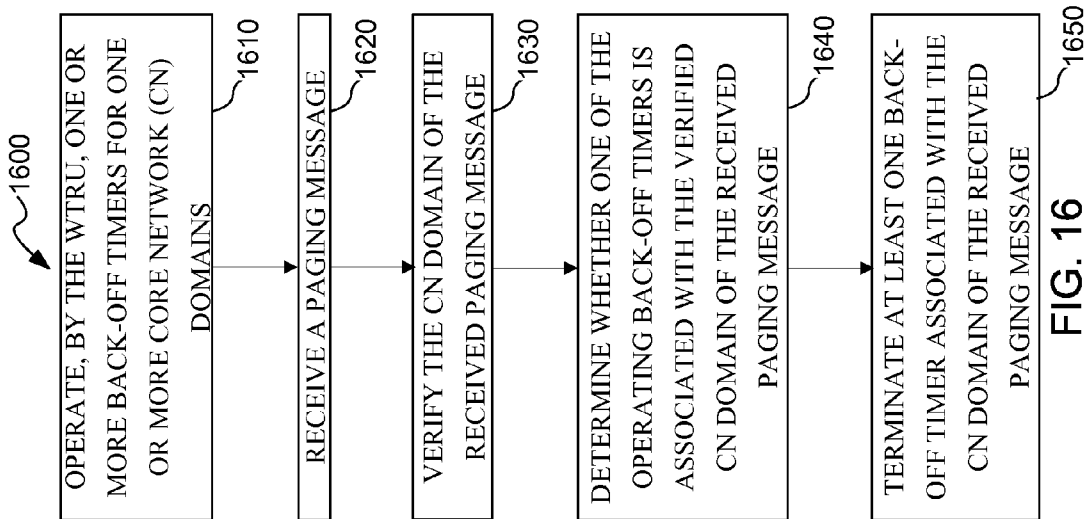 1600
OPERATE, BY THE WTRU, ONE OR
MORE BACK-OFF TIMERS FOR ONE
OR MORE CORE NETWORK (CN)
DOMAINS
1610
RECEIVE A PAGING MESSAGE
1620
VERIFY THE CN DOMAIN OF THE
RECEIVED PAGING MESSAGE
1630
DETERMINE WHETHER ONE OF THE
OPERATING BACK-OFF TIMERS IS
ASSOCIATED WITH THE VERIFIED
CN DOMAIN OF THE RECEIVED
PAGING MESSAGE
1640
TERMINATE AT LEAST ONE BACK-
OFF TIMER ASSOCIATED WITH THE
CN DOMAIN OF THE RECEIVED
PAGING MESSAGE
1650
FIG. 16